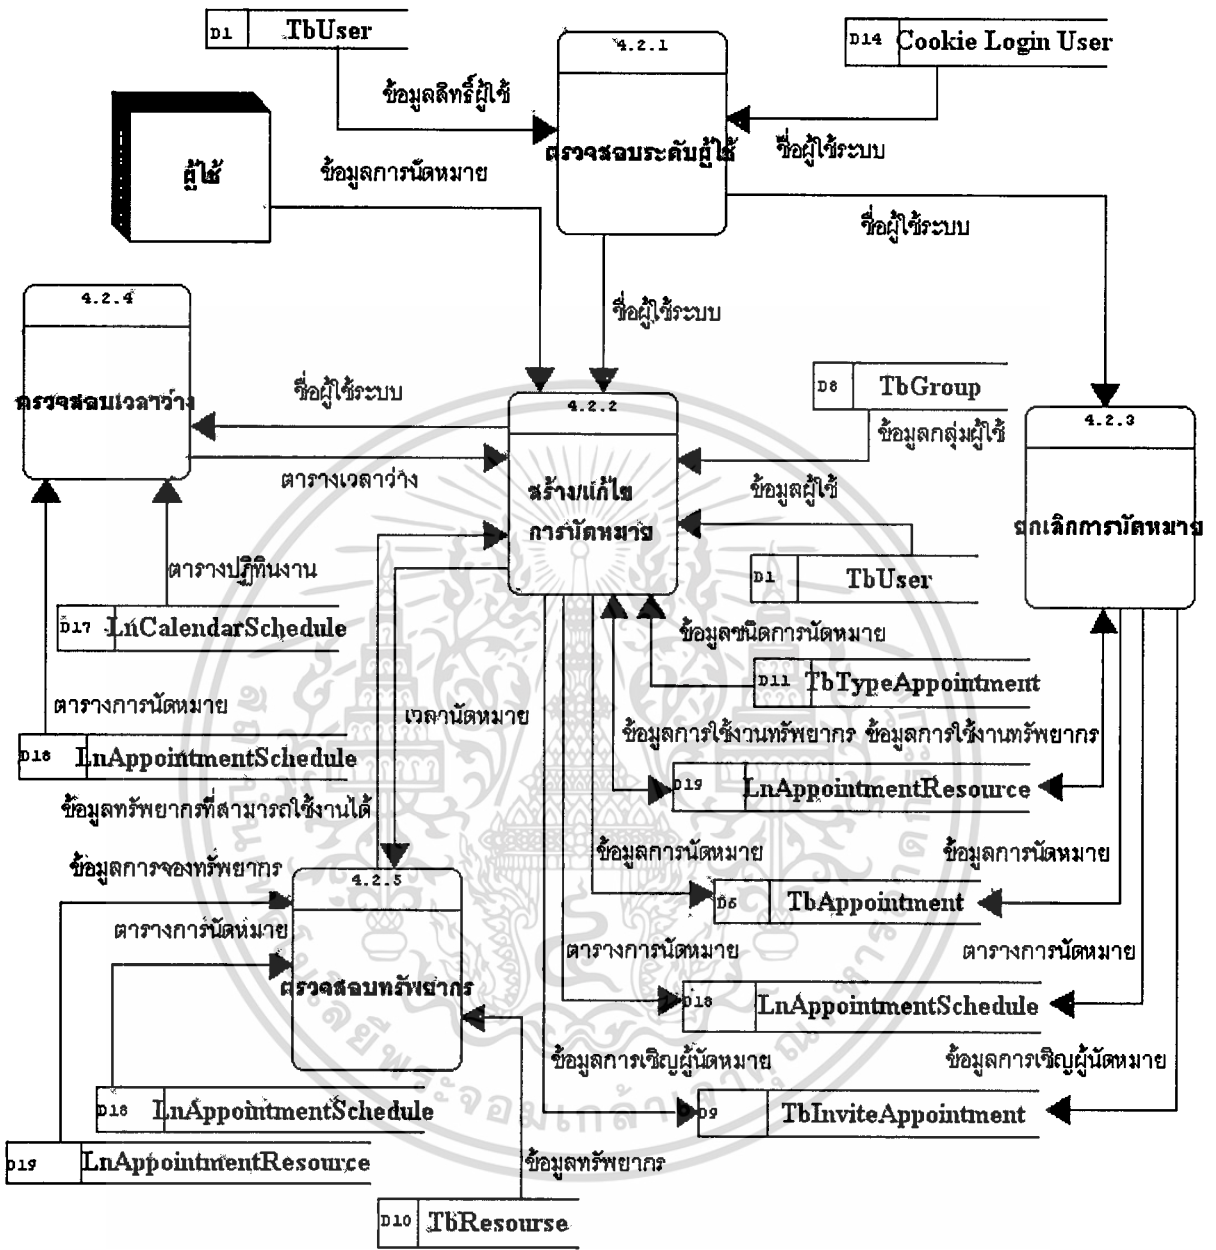 D1 TbUser
4.2.1
D14 Cookie Login User
ข้อมูลสิทธิ์ผู้ใช้
ตรวจสอบระดับผู้ใช้
ชื่อผู้ใช้ระบบ
ผู้ใช้
ข้อมูลการนัดหมาย
ชื่อผู้ใช้ระบบ
4.2.4
ชื่อผู้ใช้ระบบ
ตรวจสอบเวลาว่าง
ชื่อผู้ใช้ระบบ
4.2.2
D8 TbGroup
4.2.3
ข้อมูลกลุ่มผู้ใช้
ตารางเวลาว่าง
สร้าง/แก้ไข
การนัดหมาย
ข้อมูลผู้ใช้
ยกเลิกการนัดหมาย
ตารางปฏิทินงาน
D1 TbUser
D17 LnCalendarSchedule
ข้อมูลชนิดการนัดหมาย
D11 TbTypeAppointment
ตารางการนัดหมาย
เวลานัดหมาย
ข้อมูลการใช้งานทรัพยากร ข้อมูลการใช้งานทรัพยากร
D18 LnAppointmentSchedule
D19 LnAppointmentResource
ข้อมูลทรัพยากรที่สามารถใช้งานได้
ข้อมูลการจองทรัพยากร
ข้อมูลการนัดหมาย
ข้อมูลการนัดหมาย
4.2.5
D6 TbAppointment
ตารางการนัดหมาย
ตารางการนัดหมาย
ตารางการนัดหมาย
ตรวจสอบทรัพยากร
D18 LnAppointmentSchedule
ข้อมูลการเชิญผู้นัดหมาย
ข้อมูลการเชิญผู้นัดหมาย
D18 LnAppointmentSchedule
D9 TbInviteAppointment
D19 LnAppointmentResource
ข้อมูลทรัพยากร
D10 TbResourse